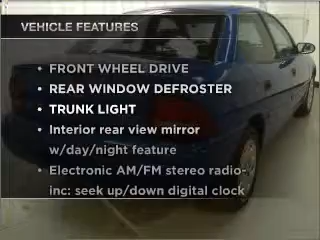 VEHICLE FEATURES
• FRONT WHEEL DRIVE
• REAR WINDOW DEFROSTER
• TRUNK LIGHT
• Interior rear view mirror
w/day/night feature
• Electronic AM/FM stereo radio-
inc: seek up/down digital clock